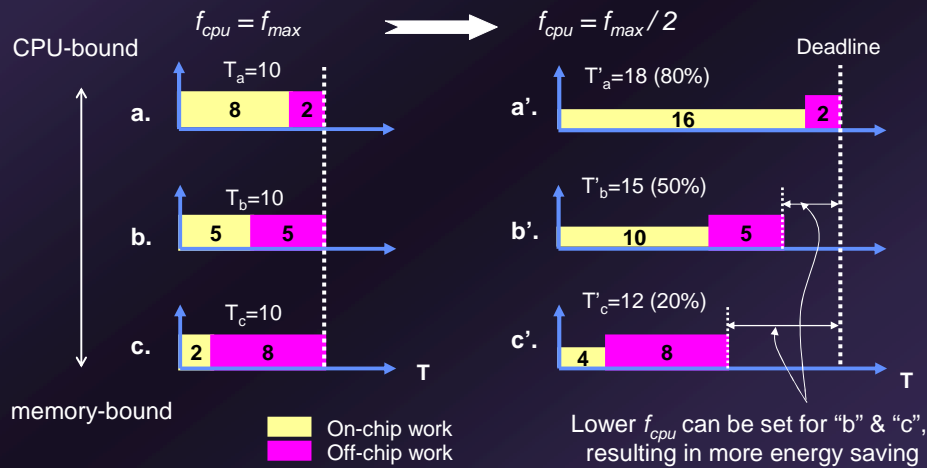 f_cpu = f_max
f_cpu = f_max / 2
CPU-bound
Deadline
T_a=10
T'_a=18 (80%)
a.
8
2
a'.
16
2
T_b=10
T'_b=15 (50%)
b.
5
5
b'.
10
5
T_c=10
T'_c=12 (20%)
c.
2
8
T
c'.
4
8
T
memory-bound
On-chip work
Off-chip work
Lower f_cpu can be set for “b” & “c”,
resulting in more energy saving